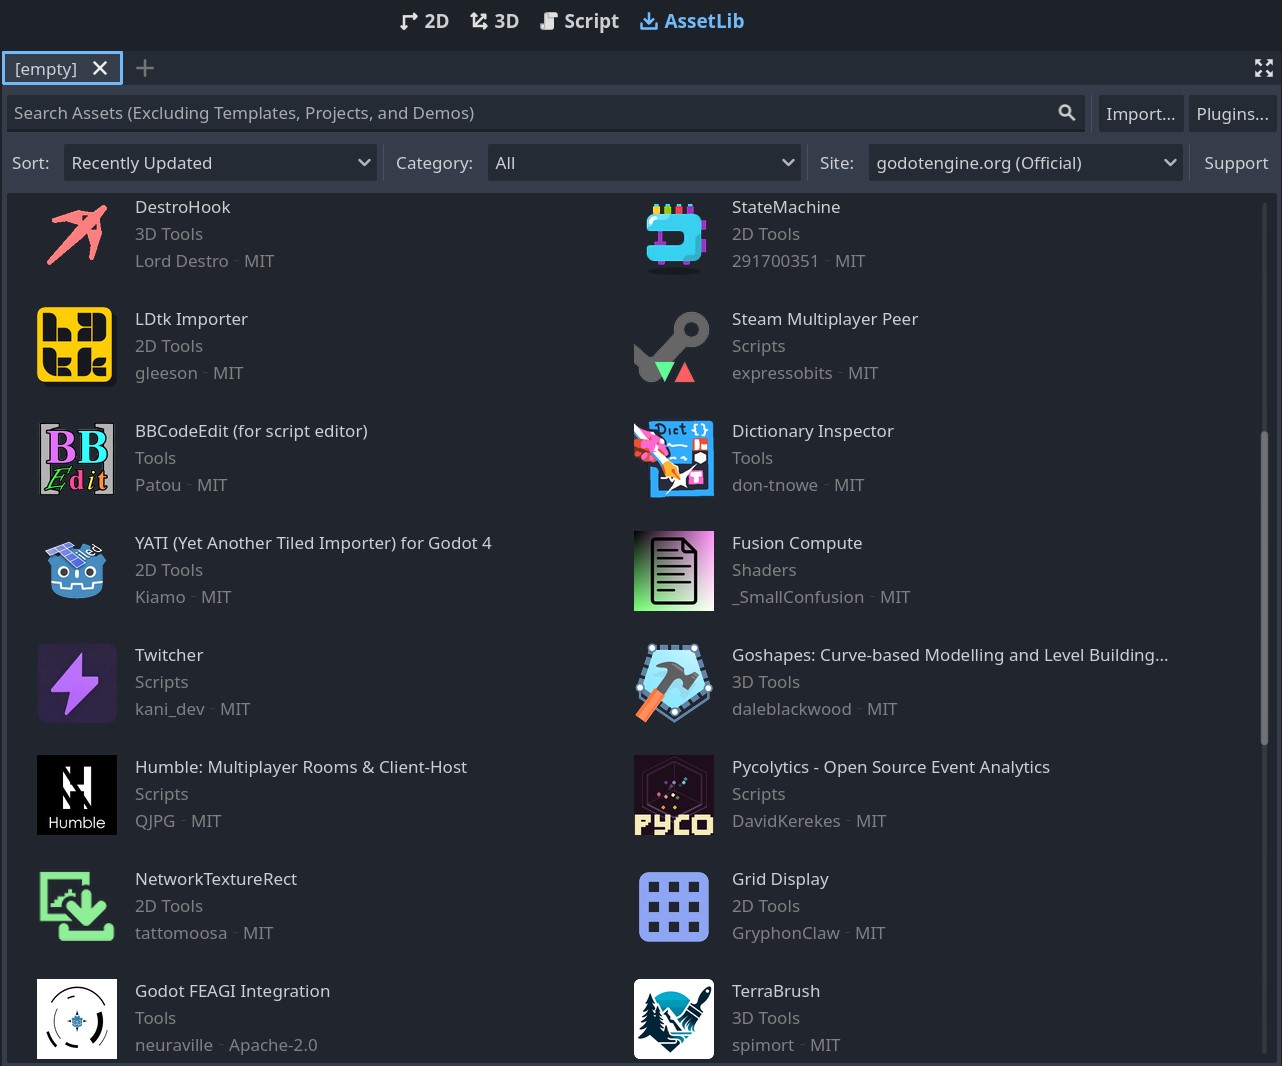 2D 3D Script AssetLib
[empty]
Search Assets (Excluding Templates, Projects, and Demos) Import... Plugins...
Sort: Recently Updated Category: All Site: godotengine.org (Official) Support
DestroHook
3D Tools
Lord Destro - MIT
StateMachine
2D Tools
291700351 - MIT
LDtk Importer
2D Tools
gleeson - MIT
Steam Multiplayer Peer
Scripts
expressobits - MIT
BB
Edit
BBCodeEdit (for script editor)
Tools
Patou - MIT
Dict {}
Dictionary Inspector
Tools
don-tnowe - MIT
YATI (Yet Another Tiled Importer) for Godot 4
2D Tools
Kiamo - MIT
Fusion Compute
Shaders
_SmallConfusion - MIT
Twitcher
Scripts
kani_dev - MIT
Goshapes: Curve-based Modelling and Level Building...
3D Tools
daleblackwood - MIT
Humble
Humble: Multiplayer Rooms & Client-Host
Scripts
QJPG - MIT
PYCO
Pycolytics - Open Source Event Analytics
Scripts
DavidKerekes - MIT
NetworkTextureRect
2D Tools
tattomoosa - MIT
Grid Display
2D Tools
GryphonClaw - MIT
Godot FEAGI Integration
Tools
neuraville - Apache-2.0
TerraBrush
3D Tools
spimort - MIT